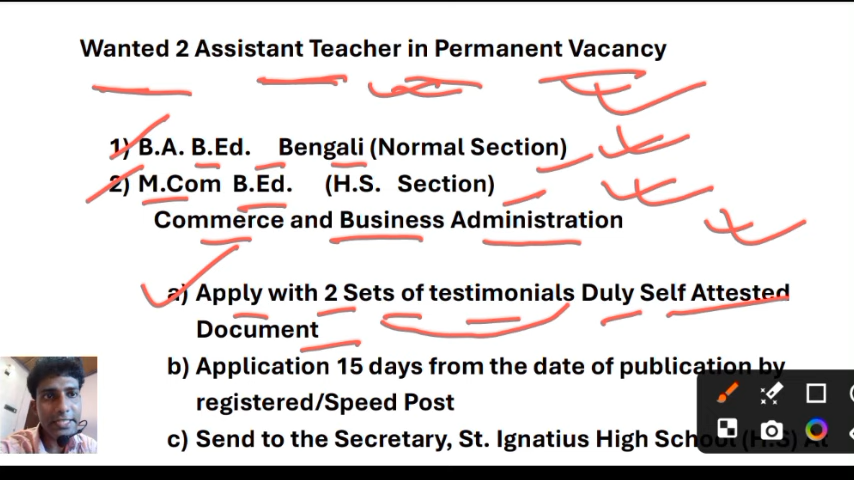 Wanted 2 Assistant Teacher in Permanent Vacancy
1) B.A. B.Ed. Bengali (Normal Section)
2) M.Com B.Ed. (H.S. Section)
Commerce and Business Administration
a) Apply with 2 Sets of testimonials Duly Self Attested
Document
b) Application 15 days from the date of publication by
registered/Speed Post
c) Send to the Secretary, St. Ignatius High School (H.S) At